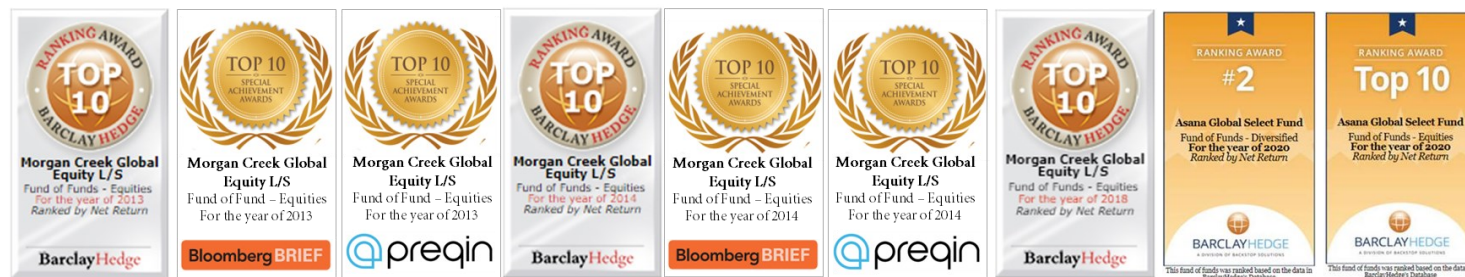 RANKING AWARD
TOP
10
BARCLAY HEDGE
Morgan Creek Global
Equity L/S
Fund of Funds - Equities
For the year of 2013
Ranked by Net Return
BarclayHedge
TOP 10
SPECIAL
ACHIEVEMENT
AWARDS
Morgan Creek Global
Equity L/S
Fund of Fund – Equities
For the year of 2013
Bloomberg BRIEF
TOP 10
SPECIAL
ACHIEVEMENT
AWARDS
Morgan Creek Global
Equity L/S
Fund of Fund – Equities
For the year of 2013
preqin
RANKING AWARD
TOP
10
BARCLAY HEDGE
Morgan Creek Global
Equity L/S
Fund of Funds - Equities
For the year of 2014
Ranked by Net Return
BarclayHedge
TOP 10
SPECIAL
ACHIEVEMENT
AWARDS
Morgan Creek Global
Equity L/S
Fund of Fund – Equities
For the year of 2014
Bloomberg BRIEF
TOP 10
SPECIAL
ACHIEVEMENT
AWARDS
Morgan Creek Global
Equity L/S
Fund of Fund – Equities
For the year of 2014
preqin
RANKING AWARD
TOP
10
BARCLAY HEDGE
Morgan Creek Global
Equity L/S
Fund of Funds - Equities
For the year of 2018
Ranked by Net Return
BarclayHedge
RANKING AWARD
#2
Asana Global Select Fund
Fund of Funds - Diversified
For the year of 2020
Ranked by Net Return
BARCLAYHEDGE
A DIVISION OF BACKSTOP SOLUTIONS
This fund of funds was ranked based on the data in
BarclayHedge's Database
RANKING AWARD
Top 10
Asana Global Select Fund
Fund of Funds - Equities
For the year of 2020
Ranked by Net Return
BARCLAYHEDGE
A DIVISION OF BACKSTOP SOLUTIONS
This fund of funds was ranked based on the data
BarclayHedge's Database